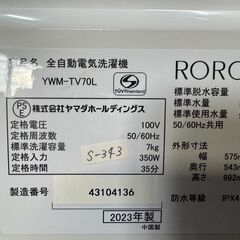 品名 全自動電気洗濯機
YWM-TV70L
RORO
PS
E
TÜVRheinland
株式会社ヤマダホールディングス
定格電圧 100V
定格周波数 50/60Hz
標準洗濯容量 7kg
定格入力 350W
定格時間 35分
S-343
製造番号 43104136
2023年製
中国製
標準脱水容量
標準水量
標準使用水量
50/60Hz共用
外形寸法
幅 575m
奥行 543m
高さ 992m
防水等級 IPX4